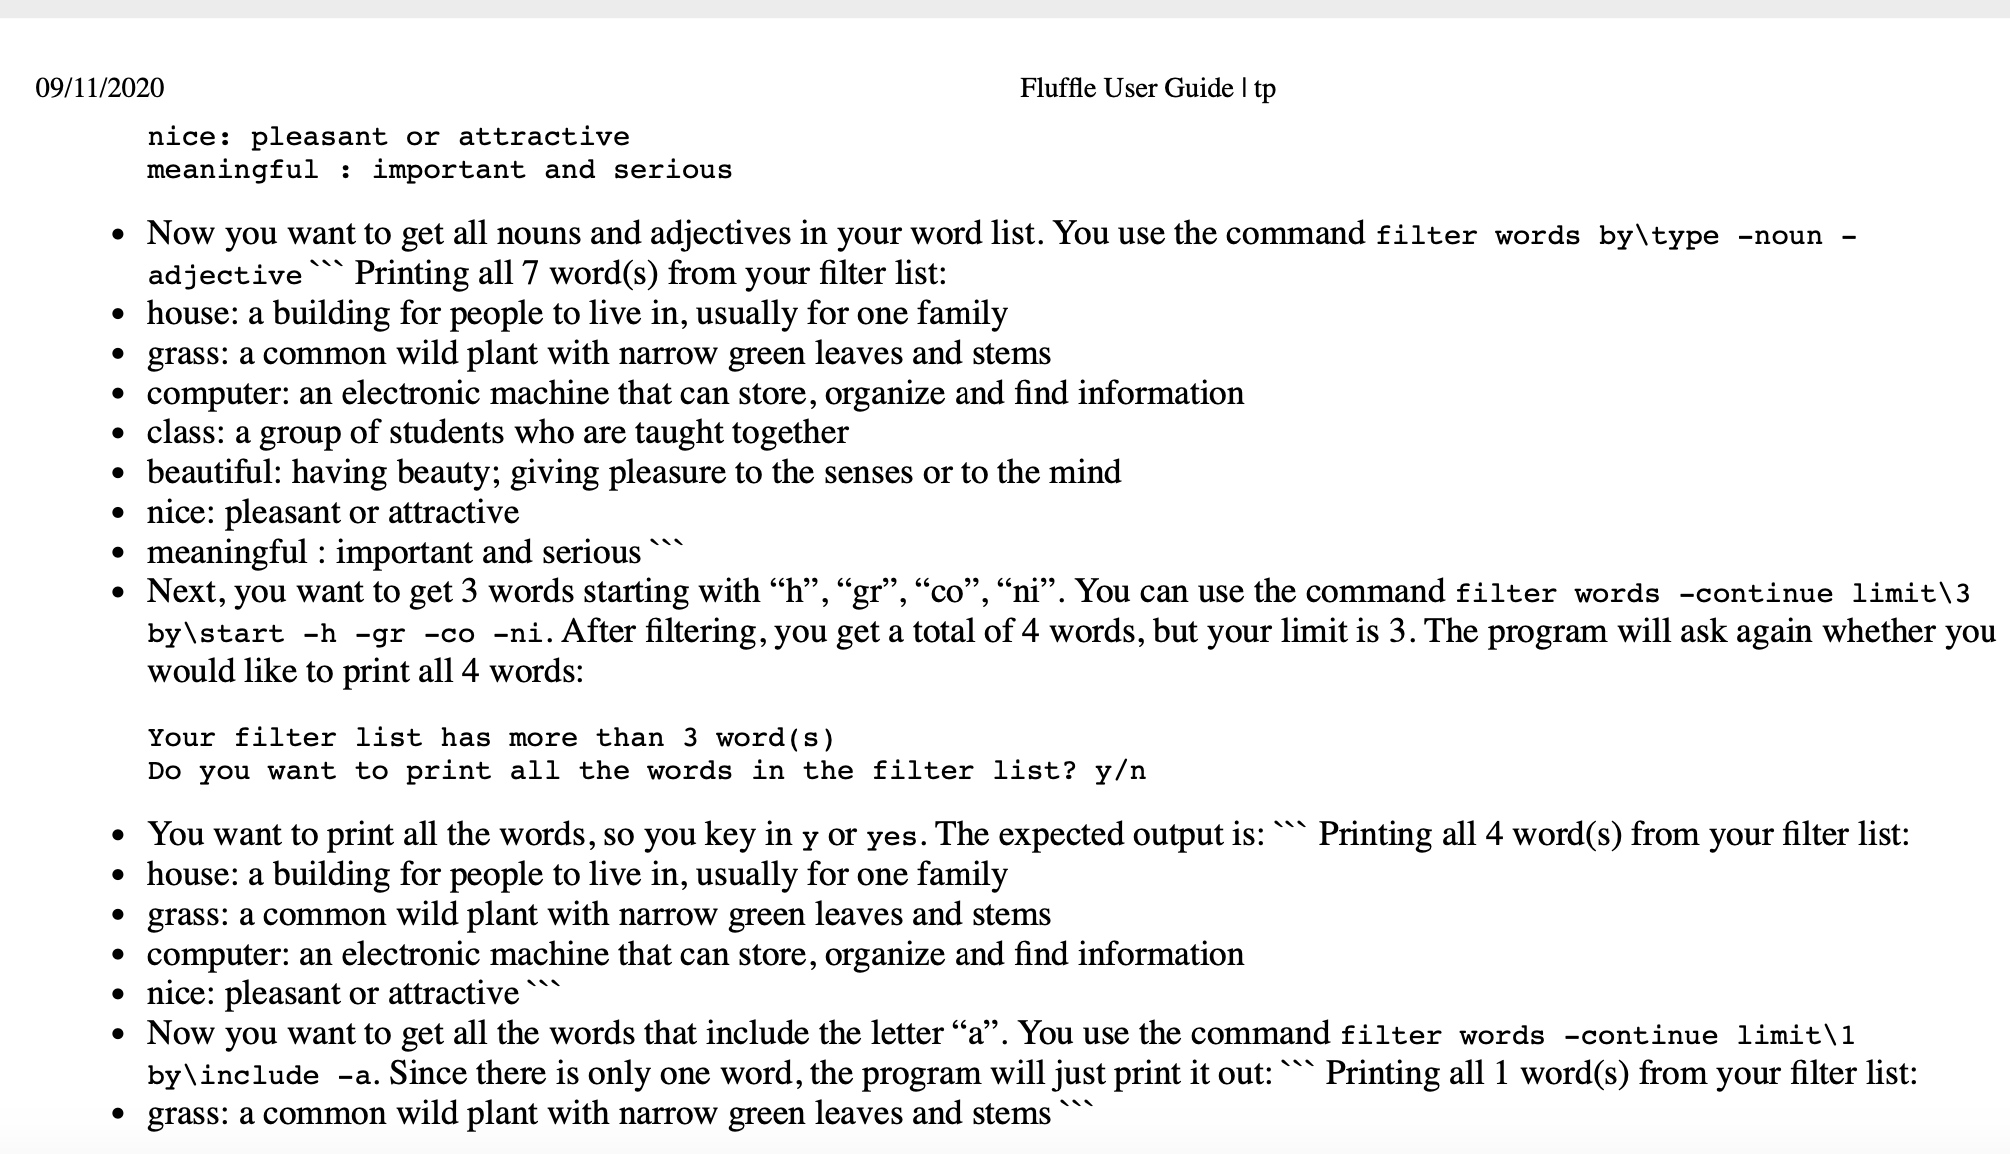 09/11/2020 Fluffle User Guide | tp
nice: pleasant or attractive
meaningful : important and serious
• Now you want to get all nouns and adjectives in your word list. You use the command filter words by\type -noun -
adjective ``` Printing all 7 word(s) from your filter list:
• house: a building for people to live in, usually for one family
• grass: a common wild plant with narrow green leaves and stems
• computer: an electronic machine that can store, organize and find information
• class: a group of students who are taught together
• beautiful: having beauty; giving pleasure to the senses or to the mind
• nice: pleasant or attractive
• meaningful : important and serious ```
• Next, you want to get 3 words starting with “h”, “gr”, “co”, “ni”. You can use the command filter words -continue limit\3
by\start -h -gr -co -ni. After filtering, you get a total of 4 words, but your limit is 3. The program will ask again whether you
would like to print all 4 words:
Your filter list has more than 3 word(s)
Do you want to print all the words in the filter list? y/n
• You want to print all the words, so you key in y or yes. The expected output is: ``` Printing all 4 word(s) from your filter list:
• house: a building for people to live in, usually for one family
• grass: a common wild plant with narrow green leaves and stems
• computer: an electronic machine that can store, organize and find information
• nice: pleasant or attractive ```
• Now you want to get all the words that include the letter “a”. You use the command filter words -continue limit\1
by\include -a. Since there is only one word, the program will just print it out: ``` Printing all 1 word(s) from your filter list:
• grass: a common wild plant with narrow green leaves and stems ```